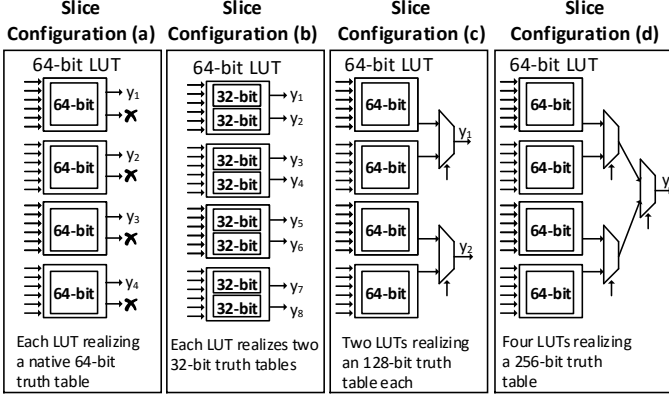 Slice
Configuration (a)
64-bit LUT
64-bit
y1
64-bit
y2
64-bit
y3
64-bit
y4
Each LUT realizing
a native 64-bit
truth table
Slice
Configuration (b)
64-bit LUT
32-bit
y1
32-bit
y2
32-bit
y3
32-bit
y4
32-bit
y5
32-bit
y6
32-bit
y7
32-bit
y8
Each LUT realizes two
32-bit truth tables
Slice
Configuration (c)
64-bit LUT
64-bit
y1
64-bit
64-bit
y2
64-bit
Two LUTs realizing
an 128-bit truth
table each
Slice
Configuration (d)
64-bit LUT
64-bit
64-bit
y
64-bit
64-bit
Four LUTs realizing
a 256-bit truth
table